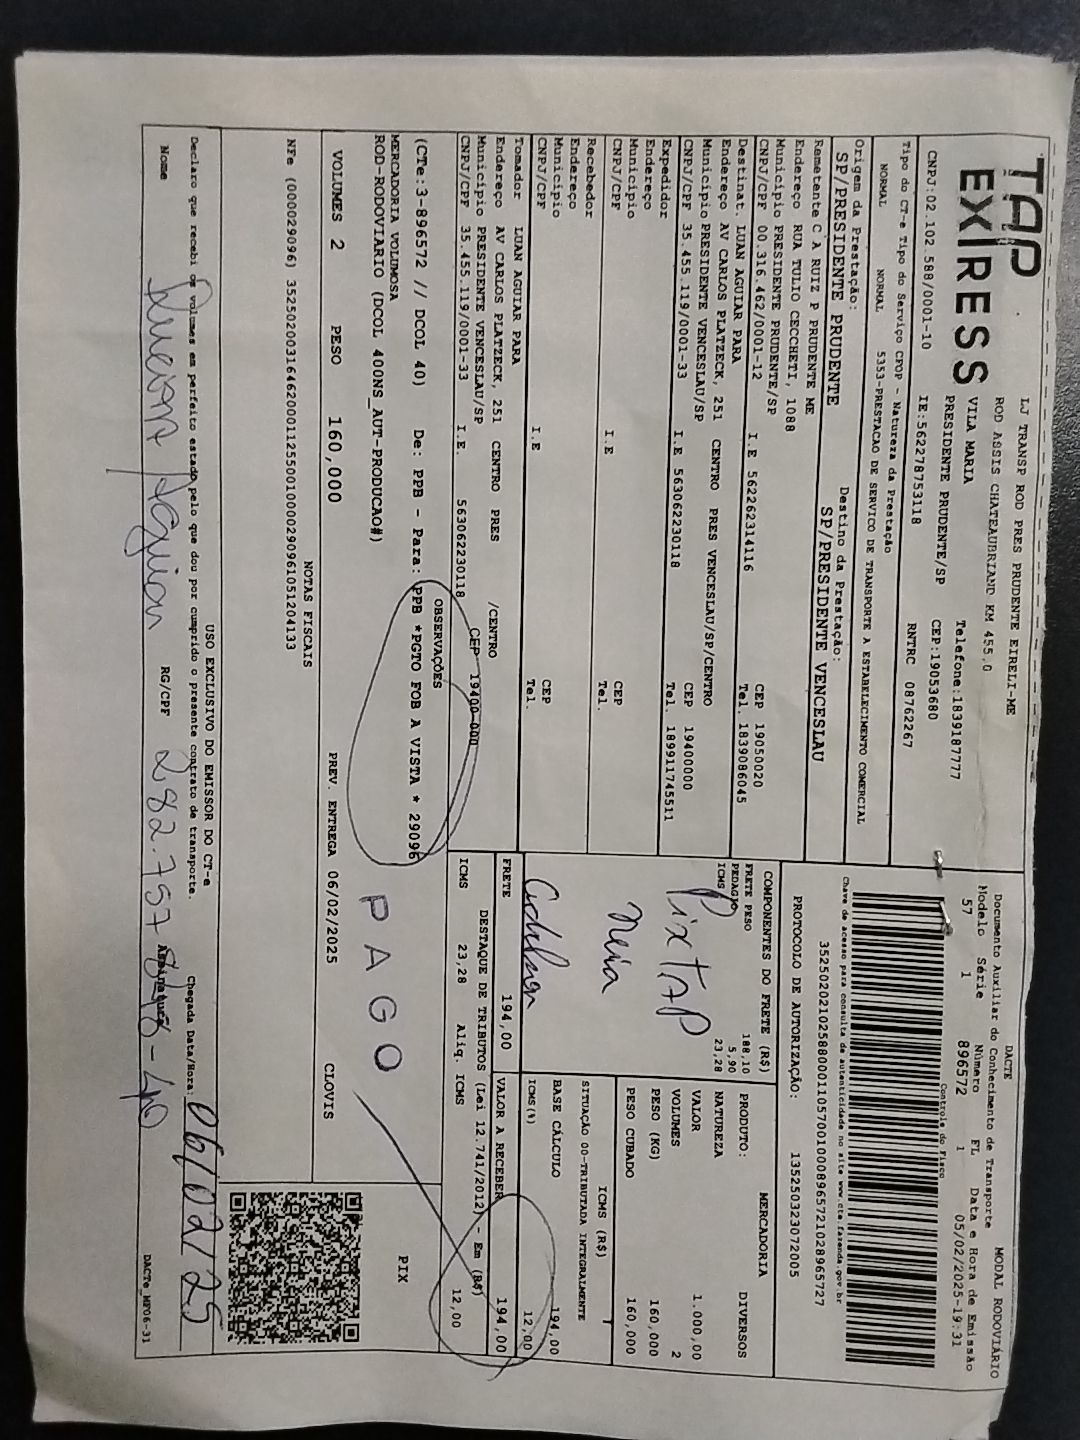 TAP
EXPRESS
LJ TRANSP ROD PRES PRUDENTE EIRELI-ME
ROD ASSIS CHATEAUBRIAND KM 455.0
VILA MARIA
Telefone:1839187777
PRESIDENTE PRUDENTE/SP CEP:19053680
CNPJ:02.102.588/0001-10 IE:562278753118 RNTRC 08762267
Tipo do CT-e Tipo do Serviço CFOP - Natureza da Prestação
NORMAL NORMAL 5353-PRESTACAO DE SERVICO DE TRANSPORTE A ESTABELECIMENTO COMERCIAL
Origem da Prestação: Destino da Prestação:
SP/PRESIDENTE PRUDENTE SP/PRESIDENTE VENCESLAU
Remetente C A RUIZ P PRUDENTE ME
Endereço RUA TULIO CECCHETI, 1088 CEP 19050020
Município PRESIDENTE PRUDENTE/SP Tel. 1839086045
CNPJ/CPF 00.316.462/0001-12 I.E 562262314116
Destinat. LUAN AGUIAR PARA
Endereço AV CARLOS PLATZECK, 251 CENTRO PRES VENCESLAU/SP/CENTRO
Município PRESIDENTE VENCESLAU/SP CEP 19400000
CNPJ/CPF 35.455.119/0001-33 I.E 563062230118 Tel. 189911745511
Expedidor
Endereço
Município CEP
CNPJ/CPF I.E Tel.
Recebedor
Endereço
Município CEP
CNPJ/CPF I.E Tel.
Tomador LUAN AGUIAR PARA
Endereço AV CARLOS PLATZECK, 251 CENTRO PRES /CENTRO
Município PRESIDENTE VENCESLAU/SP CEP 19400-000
CNPJ/CPF 35.455.119/0001-33 I.E. 563062230118
OBSERVAÇÕES
(CTe:3-896572 // DCOL 40) De: PPB - Para: PPB *PGTO FOB A VISTA * 29096
MERCADORIA VOLUMOSA
ROD-RODOVIARIO (DCOL 400NS_AUT-PRODUCAO#)
VOLUMES 2 PESO 160,000 PREV. ENTREGA 06/02/2025 CLOVIS
NOTAS FISCAIS
NFe (000029096) 35250200316462000112550010000290961051204133
DACTE
MODAL RODOVIÁRIO
Documento Auxiliar do Conhecimento de Transporte
Modelo Série Número FL Data e Hora de Emissão
57 1 896572 1 05/02/2025-19:31
Controle do Fisco
Chave de acesso para consulta de autenticidade no site www.cte.fazenda.gov.br
35250202102588000110570010008965721028965727
PROTOCOLO DE AUTORIZAÇÃO: 135250323072005
COMPONENTES DO FRETE (R$)
FRETE PESO 188,10
PEDAGIO 5,90
ICMS 23,28
Pix TAP
neia
FRETE 194,00
MERCADORIA
PRODUTO: DIVERSOS
NATUREZA
VALOR 1.000,00
VOLUMES 2
PESO (KG) 160,000
PESO CUBADO 160,000
ICMS (R$)
SITUAÇÃO 00-TRIBUTADA INTEGRALMENTE
BASE CÁLCULO 194,00
ICMS(%) 12,00
VALOR A RECEBER 194,00
DESTAQUE DE TRIBUTOS (Lei 12.741/2012) - Em (R$)
ICMS 23,28 Aliq. ICMS 12,00
PAGO
PIX
USO EXCLUSIVO DO EMISSOR DO CT-e
Declaro que recebi os volumes em perfeito estado pelo que dou por cumprido o presente contrato de transporte.
Chegada Data/Hora: 06/02/25
Nome Luciana Aguiar RG/CPF 282.757.848-40 Assinatura
DACTe_MF06-31